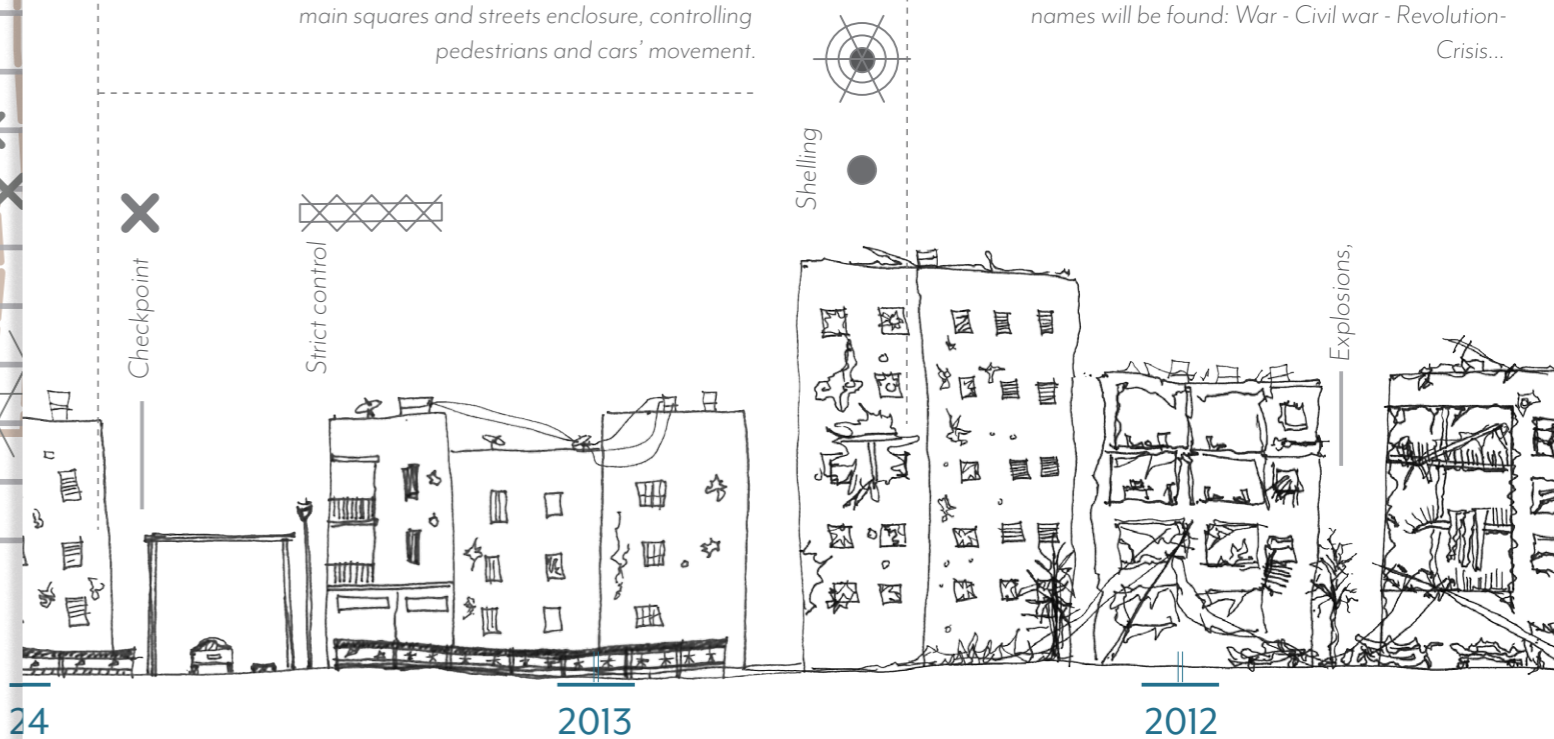 main squares and streets enclosure, controlling
pedestrians and cars' movement.
names will be found: War - Civil war - Revolution-
Crisis...
Shelling
Checkpoint
Strict control
Explosions,
24
2013
2012